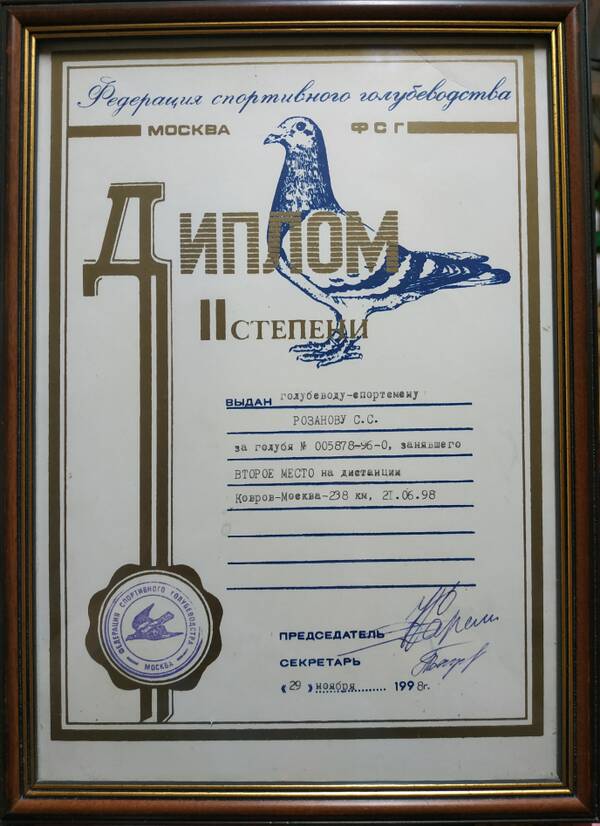 Федерация спортивного голубеводства
МОСКВА ФСГ
ДИПЛОМ
II СТЕПЕНИ
ВЫДАН голубеводу-спортсмену
РОЗАНОВУ С.С.
за голубя № 005878-96-0, занявшего
ВТОРОЕ МЕСТО на дистанции
Ковров-Москва-238 км, 21.06.98
ФЕДЕРАЦИЯ СПОРТИВНОГО ГОЛУБЕВОДСТВА
МОСКВА
ПРЕДСЕДАТЕЛЬ
СЕКРЕТАРЬ
« 29 » ноября 1998г.